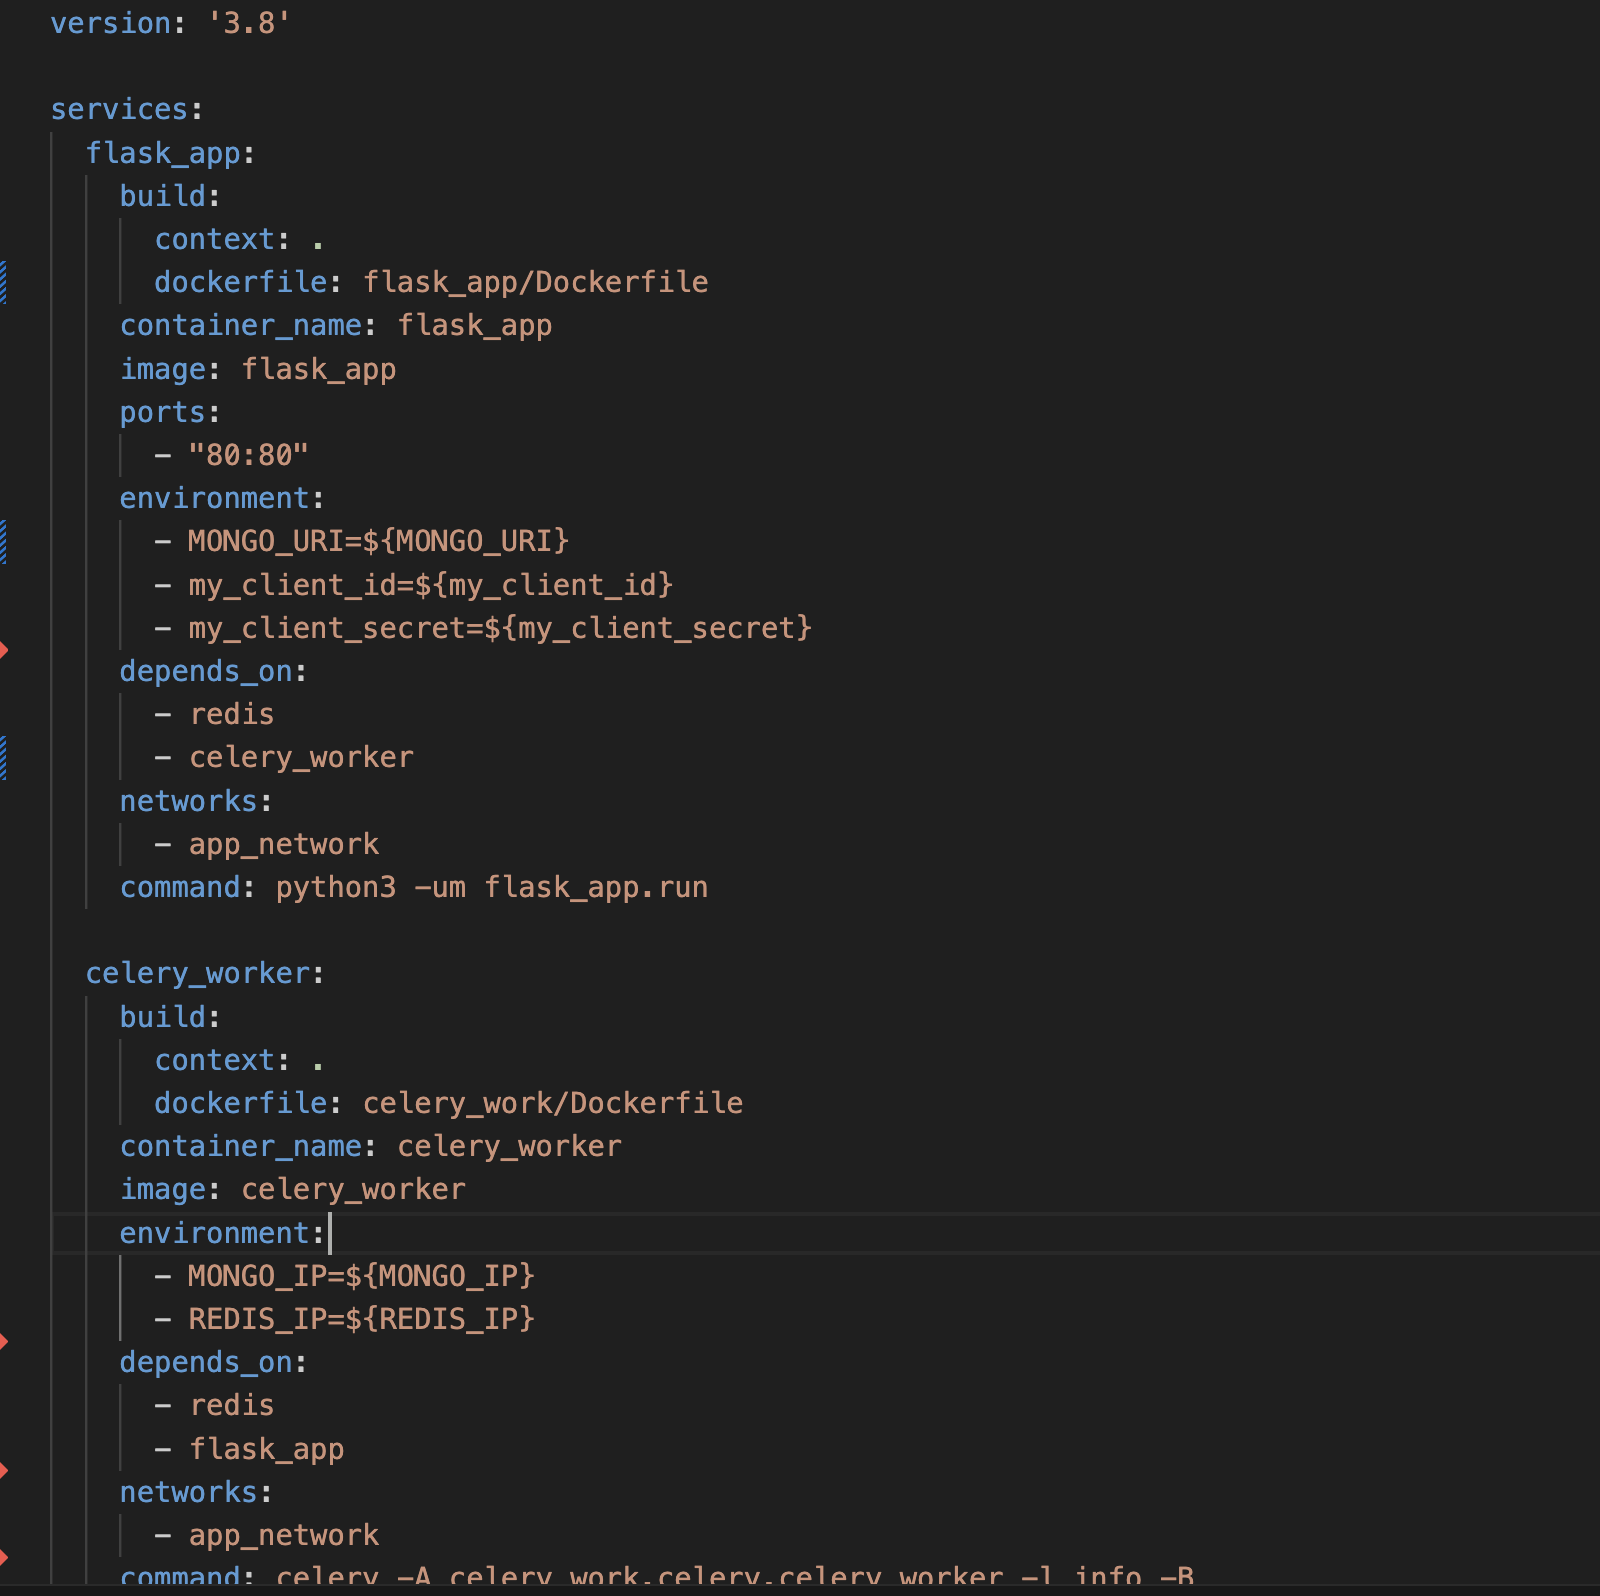 version: '3.8'
services:
flask_app:
build:
context: .
dockerfile: flask_app/Dockerfile
container_name: flask_app
image: flask_app
ports:
- "80:80"
environment:
- MONGO_URI=${MONGO_URI}
- my_client_id=${my_client_id}
- my_client_secret=${my_client_secret}
depends_on:
- redis
- celery_worker
networks:
- app_network
command: python3 -um flask_app.run
celery_worker:
build:
context: .
dockerfile: celery_work/Dockerfile
container_name: celery_worker
image: celery_worker
environment:
- MONGO_IP=${MONGO_IP}
- REDIS_IP=${REDIS_IP}
depends_on:
- redis
- flask_app
networks:
- app_network
command: celery -A celery_work.celery.celery worker -l info -B